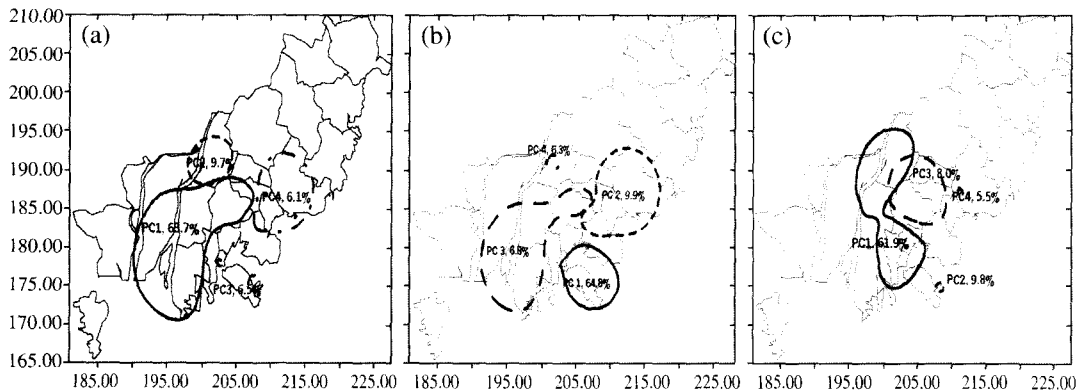 210.00
205.00
200.00
195.00
190.00
185.00
180.00
175.00
170.00
165.00
(a)
PC2, 9.7%
PC4, 6.1%
PC1, 63.7%
185.00 195.00 205.00 215.00 225.00
(b)
PC 4, 6.3%
PC 2, 9.9%
PC 3, 6.8%
PC 1, 64.8%
185.00 195.00 205.00 215.00 225.00
(c)
PC3, 8.0%
PC4, 5.5%
PC1, 61.9%
PC2, 9.8%
185.00 195.00 205.00 215.00 225.00